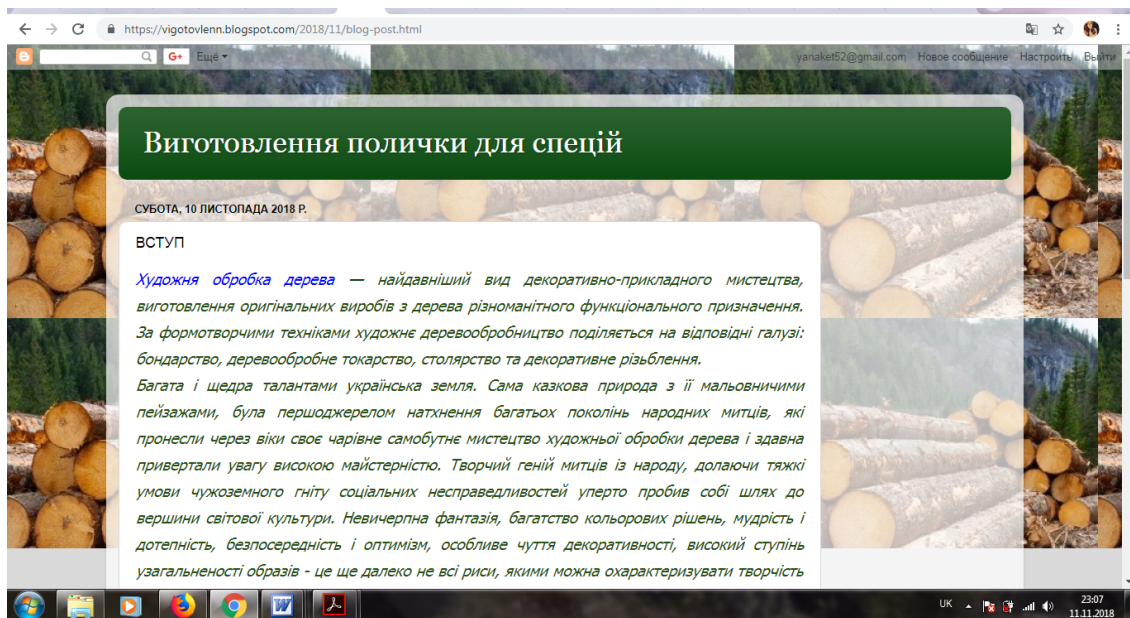 https://vigotovlenn.blogspot.com/2018/11/blog-post.html
G+ Ещё yanaket52@gmail.com Новое сообщение Настроить Выйти
Виготовлення полички для спецій
СУБОТА, 10 ЛИСТОПАДА 2018 Р.
ВСТУП
Художня обробка дерева — найдавніший вид декоративно-прикладного мистецтва,
виготовлення оригінальних виробів з дерева різноманітного функціонального призначення.
За формотворчими техніками художнє деревообробництво поділяється на відповідні галузі:
бондарство, деревообробне токарство, столярство та декоративне різьблення.
Багата і щедра талантами українська земля. Сама казкова природа з її мальовничими
пейзажами, була першоджерелом натхнення багатьох поколінь народних митців, які
пронесли через віки своє чарівне самобутнє мистецтво художньої обробки дерева і здавна
привертали увагу високою майстерністю. Творчий геній митців із народу, долаючи тяжкі
умови чужоземного гніту соціальних несправедливостей уперто пробив собі шлях до
вершини світової культури. Невичерпна фантазія, багатство кольорових рішень, мудрість і
дотепність, безпосередність і оптимізм, особливе чуття декоративності, високий ступінь
узагальненості образів - це ще далеко не всі риси, якими можна охарактеризувати творчість
UK 23:07
11.11.2018